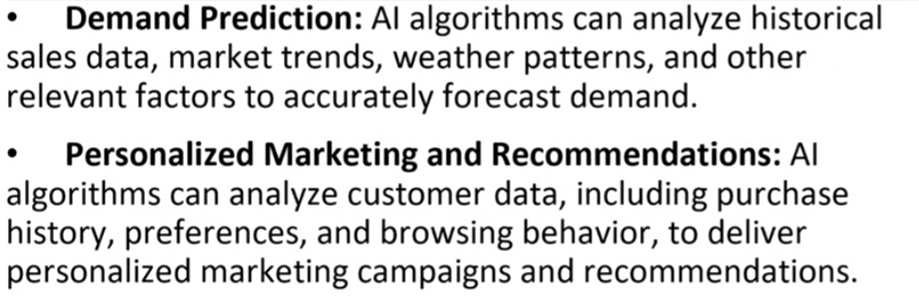 • Demand Prediction: AI algorithms can analyze historical
sales data, market trends, weather patterns, and other
relevant factors to accurately forecast demand.
• Personalized Marketing and Recommendations: AI
algorithms can analyze customer data, including purchase
history, preferences, and browsing behavior, to deliver
personalized marketing campaigns and recommendations.